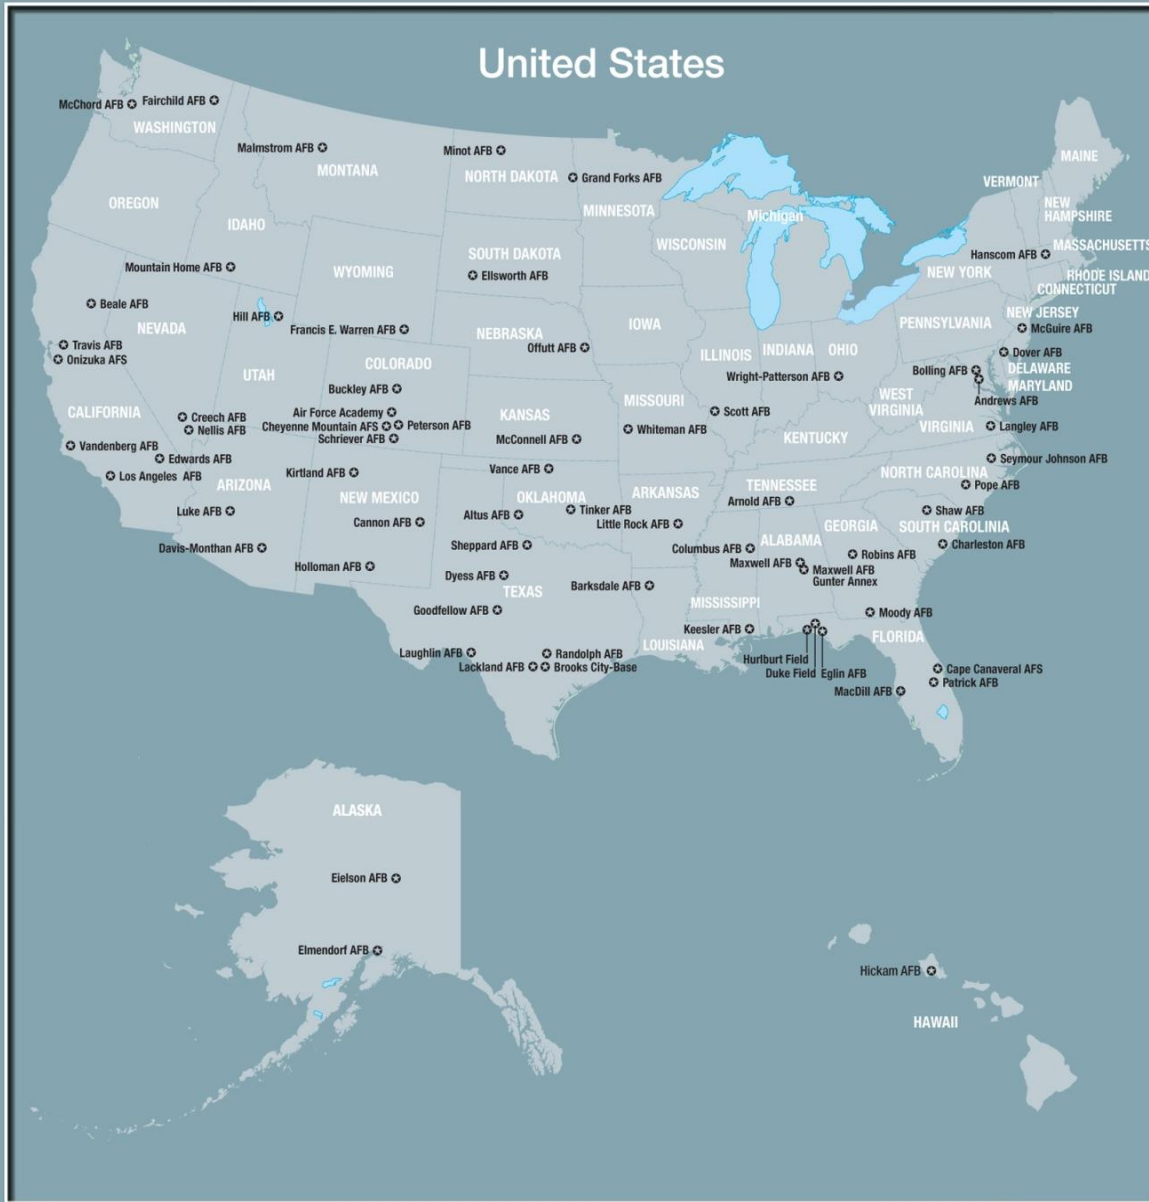 United States
McChord AFB
Fairchild AFB
WASHINGTON
Malmstrom AFB
MONTANA
Minot AFB
NORTH DAKOTA
Grand Forks AFB
MINNESOTA
MAINE
VERMONT
NEW
HAMPSHIRE
OREGON
IDAHO
Michigan
WISCONSIN
SOUTH DAKOTA
Ellsworth AFB
Hanscom AFB
MASSACHUSETTS
RHODE ISLAND
CONNECTICUT
NEW YORK
Mountain Home AFB
WYOMING
Beale AFB
NEVADA
Hill AFB
Francis E. Warren AFB
NEBRASKA
Offutt AFB
IOWA
PENNSYLVANIA
NEW JERSEY
McGuire AFB
Travis AFB
Onizuka AFS
UTAH
COLORADO
Buckley AFB
ILLINOIS
INDIANA
OHIO
Wright-Patterson AFB
Dover AFB
Bolling AFB
DELAWARE
MARYLAND
Andrews AFB
WEST
VIRGINIA
CALIFORNIA
Creech AFB
Nellis AFB
Air Force Academy
Cheyenne Mountain AFS
Peterson AFB
Schriever AFB
KANSAS
McConnell AFB
MISSOURI
Whiteman AFB
Scott AFB
KENTUCKY
VIRGINIA
Langley AFB
Vandenberg AFB
Edwards AFB
Los Angeles AFB
ARIZONA
Kirtland AFB
NEW MEXICO
Vance AFB
OKLAHOMA
Tinker AFB
ARKANSAS
Little Rock AFB
TENNESSEE
Arnold AFB
Seymour Johnson AFB
NORTH CAROLINA
Pope AFB
Luke AFB
Cannon AFB
Altus AFB
Shaw AFB
SOUTH CAROLINIA
Charleston AFB
GEORGIA
Robins AFB
ALABAMA
Columbus AFB
Maxwell AFB
Maxwell AFB
Gunter Annex
Davis-Monthan AFB
Holloman AFB
Sheppard AFB
Dyess AFB
TEXAS
Barksdale AFB
Goodfellow AFB
MISSISSIPPI
Keesler AFB
LOUISIANA
Moody AFB
FLORIDA
Laughlin AFB
Randolph AFB
Lackland AFB
Brooks City-Base
Hurlburt Field
Duke Field
Eglin AFB
Cape Canaveral AFS
Patrick AFB
MacDill AFB
ALASKA
Eielson AFB
Elmendorf AFB
Hickam AFB
HAWAII